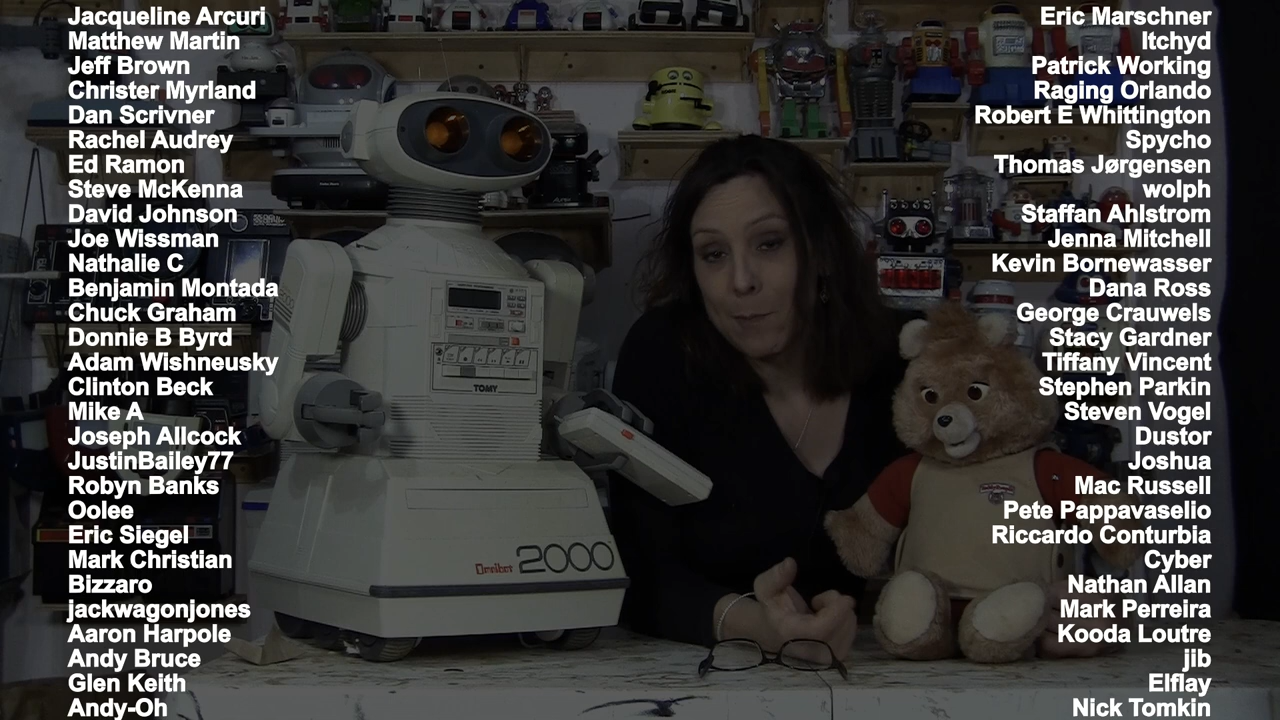 Jacqueline Arcuri
Matthew Martin
Jeff Brown
Christer Myrland
Dan Scrivner
Rachel Audrey
Ed Ramon
Steve McKenna
David Johnson
Joe Wissman
Nathalie C
Benjamin Montada
Chuck Graham
Donnie B Byrd
Adam Wishneusky
Clinton Beck
Mike A
Joseph Allcock
JustinBailey77
Robyn Banks
Oolee
Eric Siegel
Mark Christian
Bizzaro
jackwagonjones
Aaron Harpole
Andy Bruce
Glen Keith
Andy-Oh
TOMY
Omnibot 2000
Eric Marschner
Itchyd
Patrick Working
Raging Orlando
Robert E Whittington
Spycho
Thomas Jørgensen
wolph
Staffan Ahlstrom
Jenna Mitchell
Kevin Bornewasser
Dana Ross
George Crauwels
Stacy Gardner
Tiffany Vincent
Stephen Parkin
Steven Vogel
Dustor
Joshua
Mac Russell
Pete Pappavaselio
Riccardo Conturbia
Cyber
Nathan Allan
Mark Perreira
Kooda Loutre
jib
Elflay
Nick Tomkin